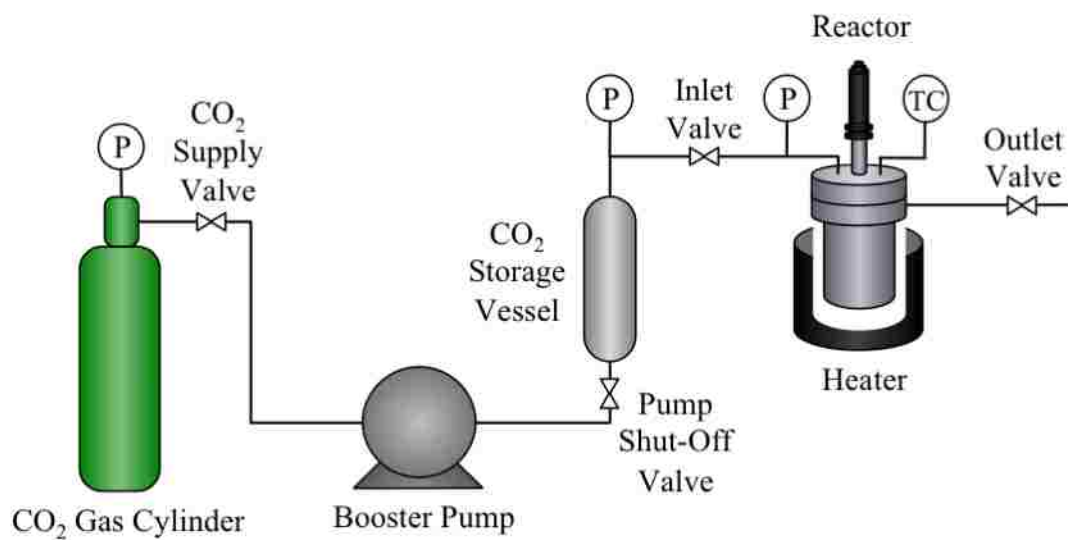 Reactor
P
CO₂
Supply
Valve
P
Inlet
Valve
P
TC
Outlet
Valve
CO₂
Storage
Vessel
Heater
Pump
Shut-Off
Valve
CO₂ Gas Cylinder
Booster Pump